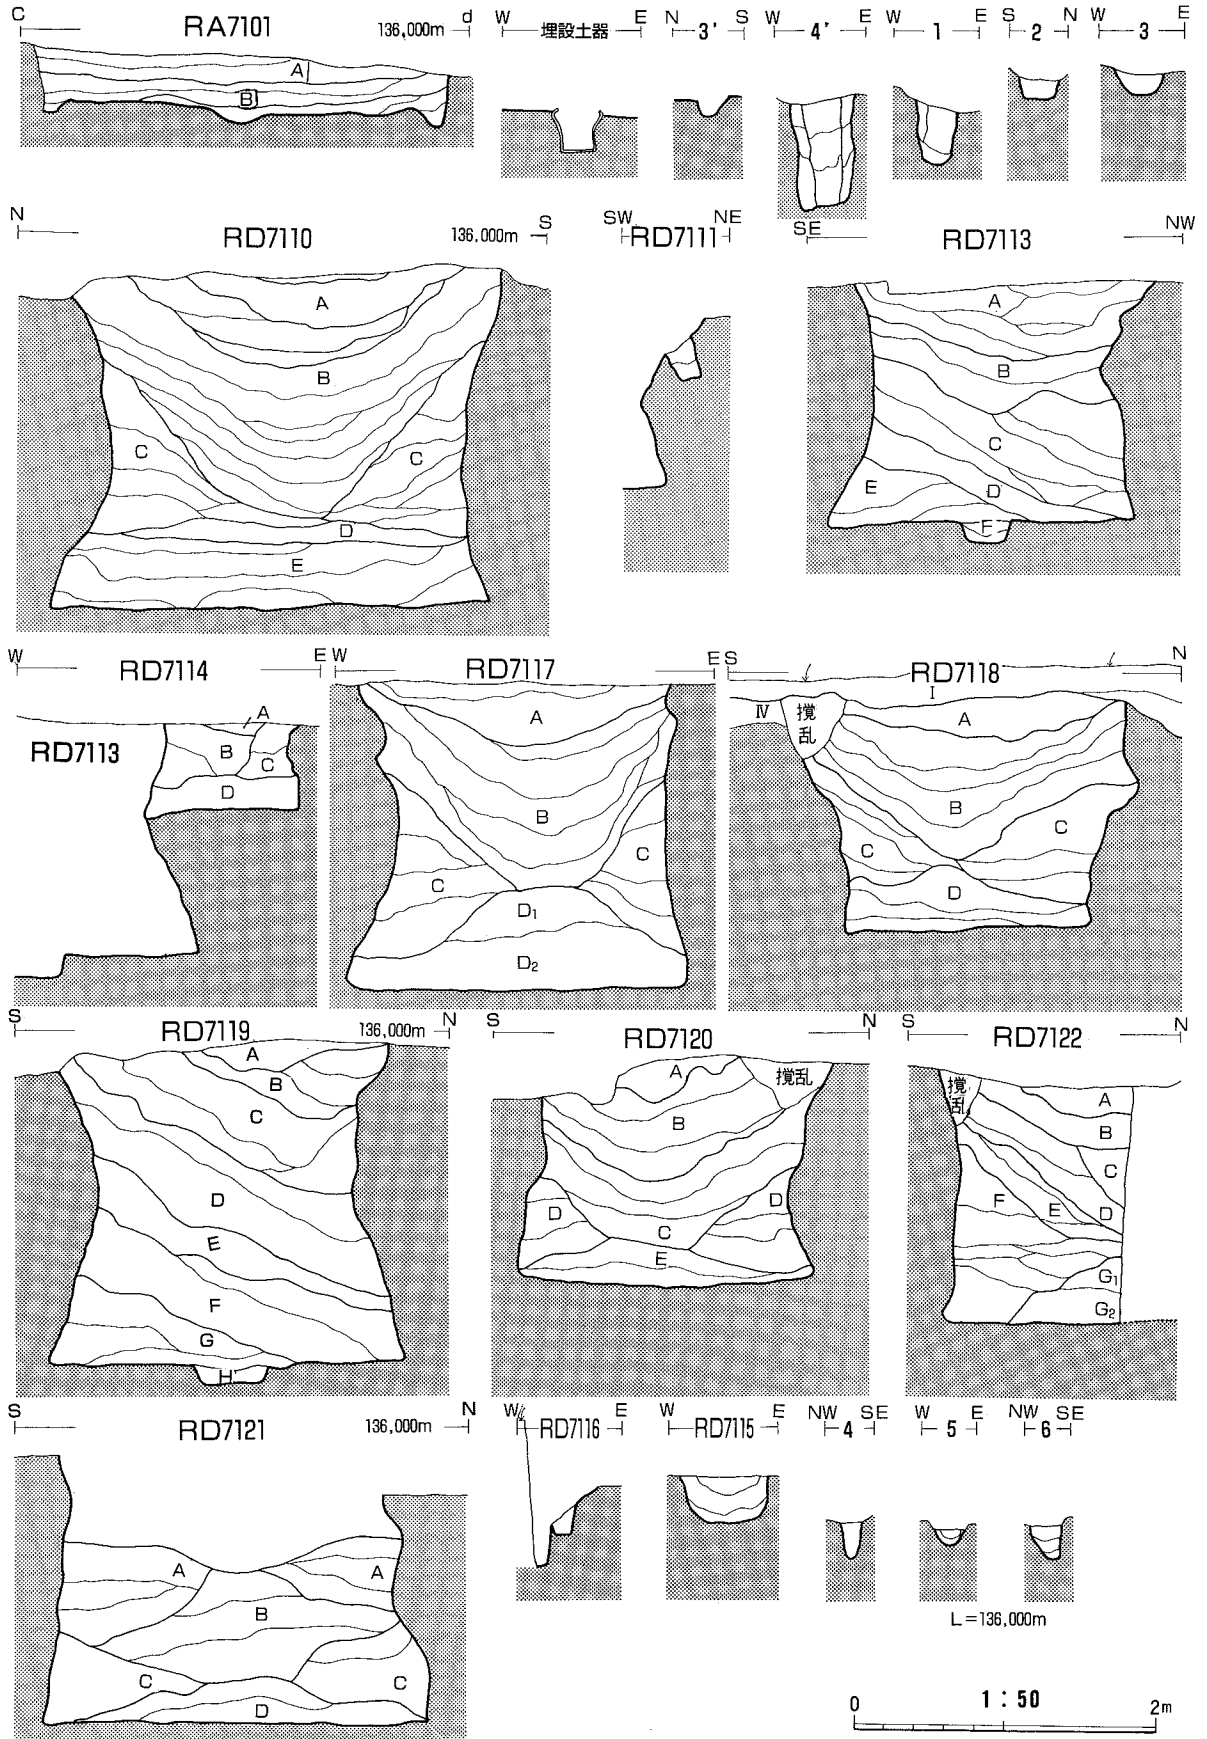 C RA7101 136,000m d
A
B
W 埋設土器 E
N 3' S
W 4' E
W 1 E
S 2 N
W 3 E
N RD7110 136,000m S
A
B
C C
D
E
SW RD7111 NE
SE RD7113 NW
A
B
C
E D
F
W RD7114 E
A
B C
D
RD7113
W RD7117 E
A
B
C C
D₁
D₂
S RD7118 N
I
IV 撹乱 A
B
C C
D
S RD7119 136,000m N
A
B
C
D
E
F
G
H
S RD7120 N
A 撹乱
B
D D
C
E
S RD7122 N
撹乱 A
B
C
F E D
G₁
G₂
S RD7121 136,000m N
A A
B
C C
D
W RD7116 E
W RD7115 E
NW 4 SE
W 5 E
NW 6 SE
L=136,000m
1:50
0 2m